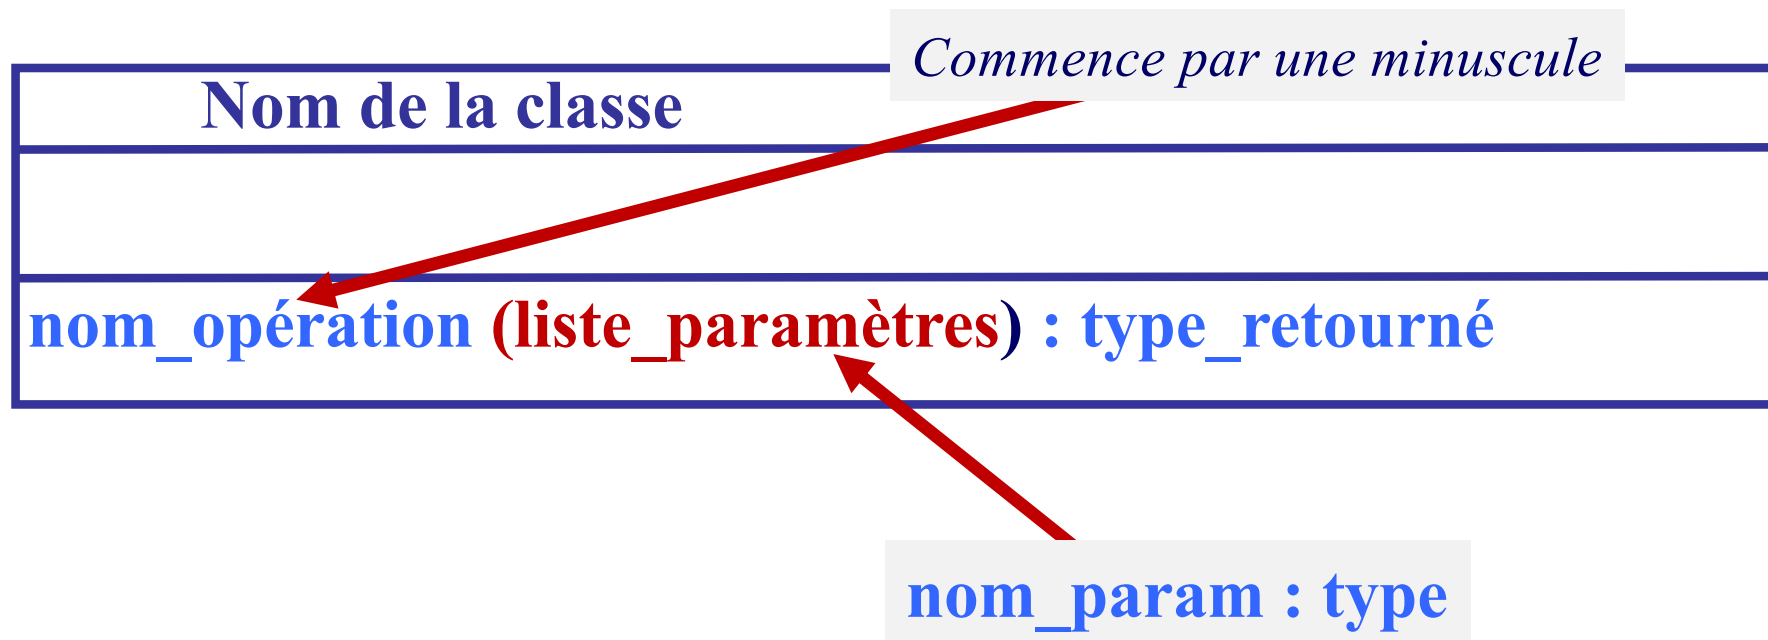 Commence par une minuscule
Nom de la classe
nom_opération (liste_paramètres) : type_retourné
nom_param : type